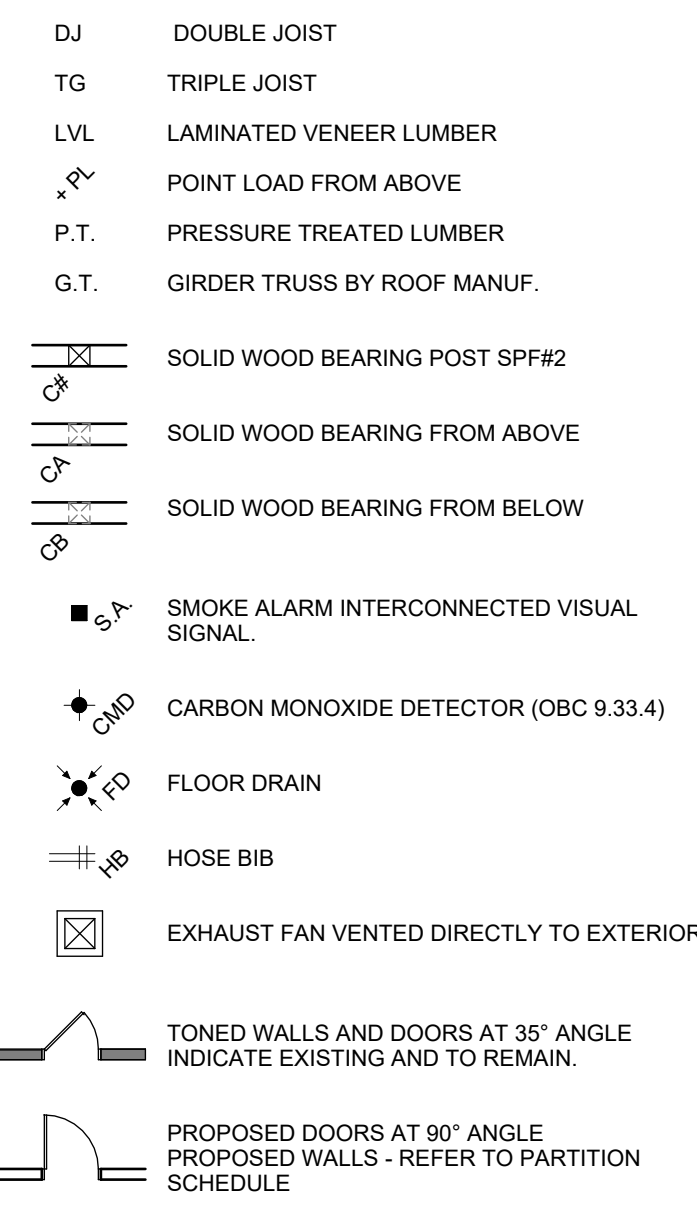 DJ DOUBLE JOIST
TG TRIPLE JOIST
LVL LAMINATED VENEER LUMBER
+ PL POINT LOAD FROM ABOVE
P.T. PRESSURE TREATED LUMBER
G.T. GIRDER TRUSS BY ROOF MANUF.
C# SOLID WOOD BEARING POST SPF#2
CA SOLID WOOD BEARING FROM ABOVE
CB SOLID WOOD BEARING FROM BELOW
S.A. SMOKE ALARM INTERCONNECTED VISUAL
SIGNAL.
CMD CARBON MONOXIDE DETECTOR (OBC 9.33.4)
FD FLOOR DRAIN
HB HOSE BIB
EXHAUST FAN VENTED DIRECTLY TO EXTERIOR
TONED WALLS AND DOORS AT 35° ANGLE
INDICATE EXISTING AND TO REMAIN.
PROPOSED DOORS AT 90° ANGLE
PROPOSED WALLS - REFER TO PARTITION
SCHEDULE